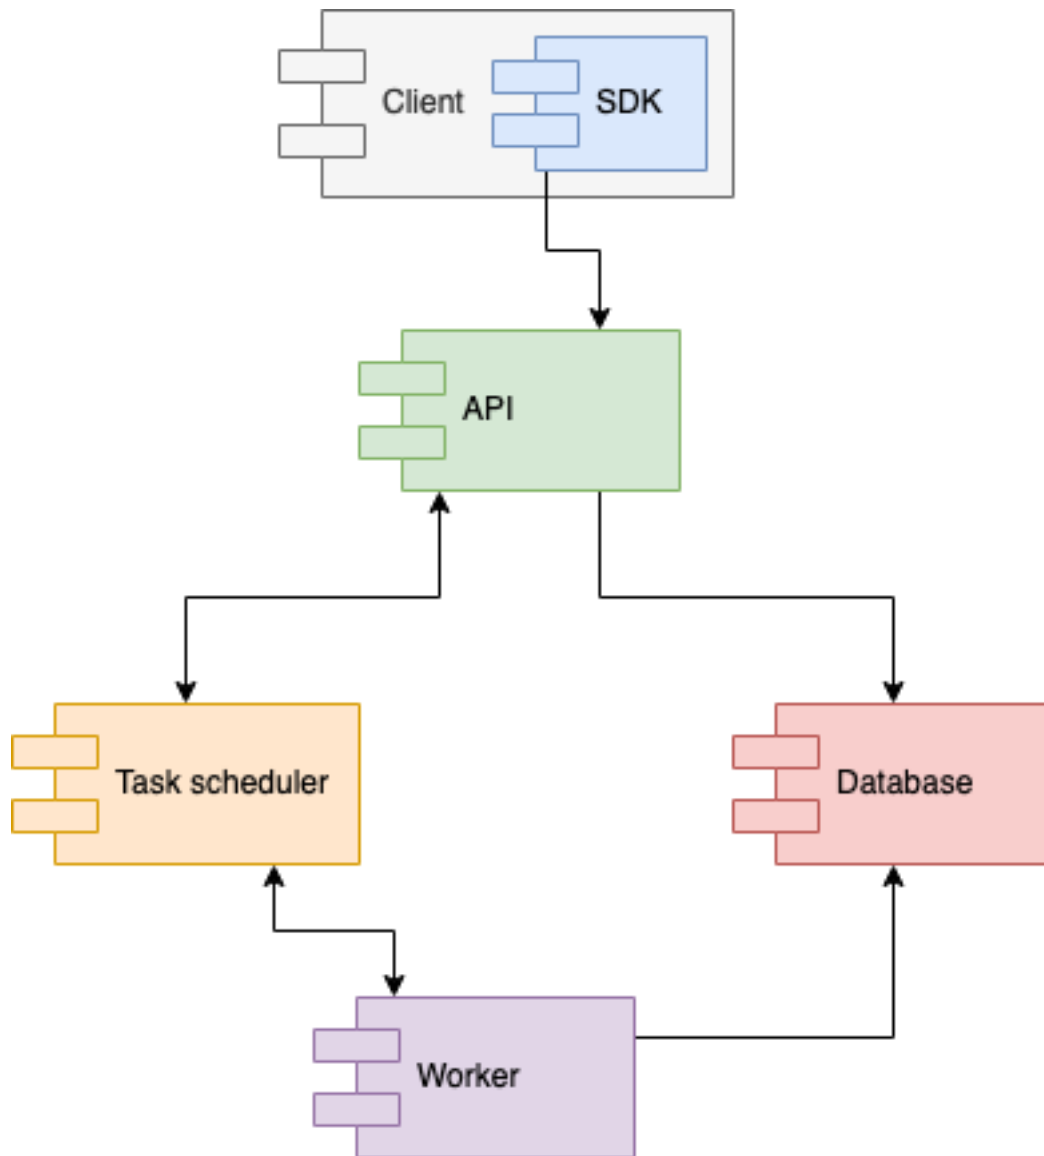 Client
SDK
API
Task scheduler
Database
Worker